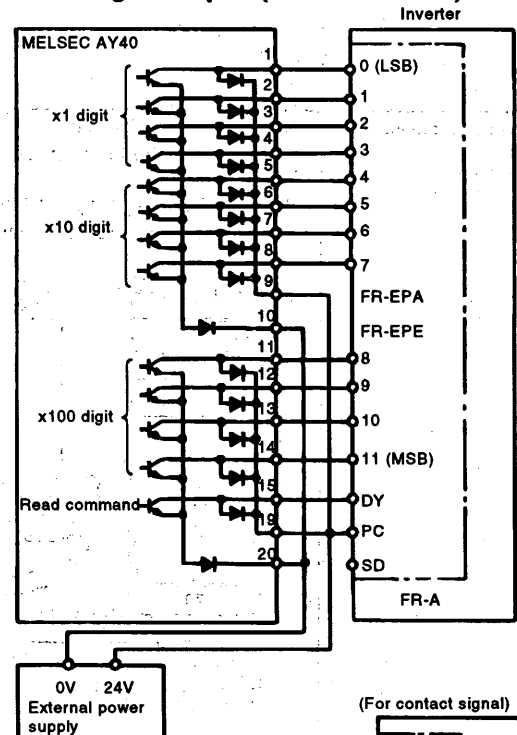 Inverter
MELSEC AY40
1
0 (LSB)
2
1
x1 digit
3
2
4
3
5
4
6
5
x10 digit
7
6
8
7
9
FR-EPA
10
FR-EPE
11
8
12
9
x100 digit
13
10
14
11 (MSB)
15
Read command
DY
19
PC
20
SD
FR-A
0V 24V
External power
supply
(For contact signal)